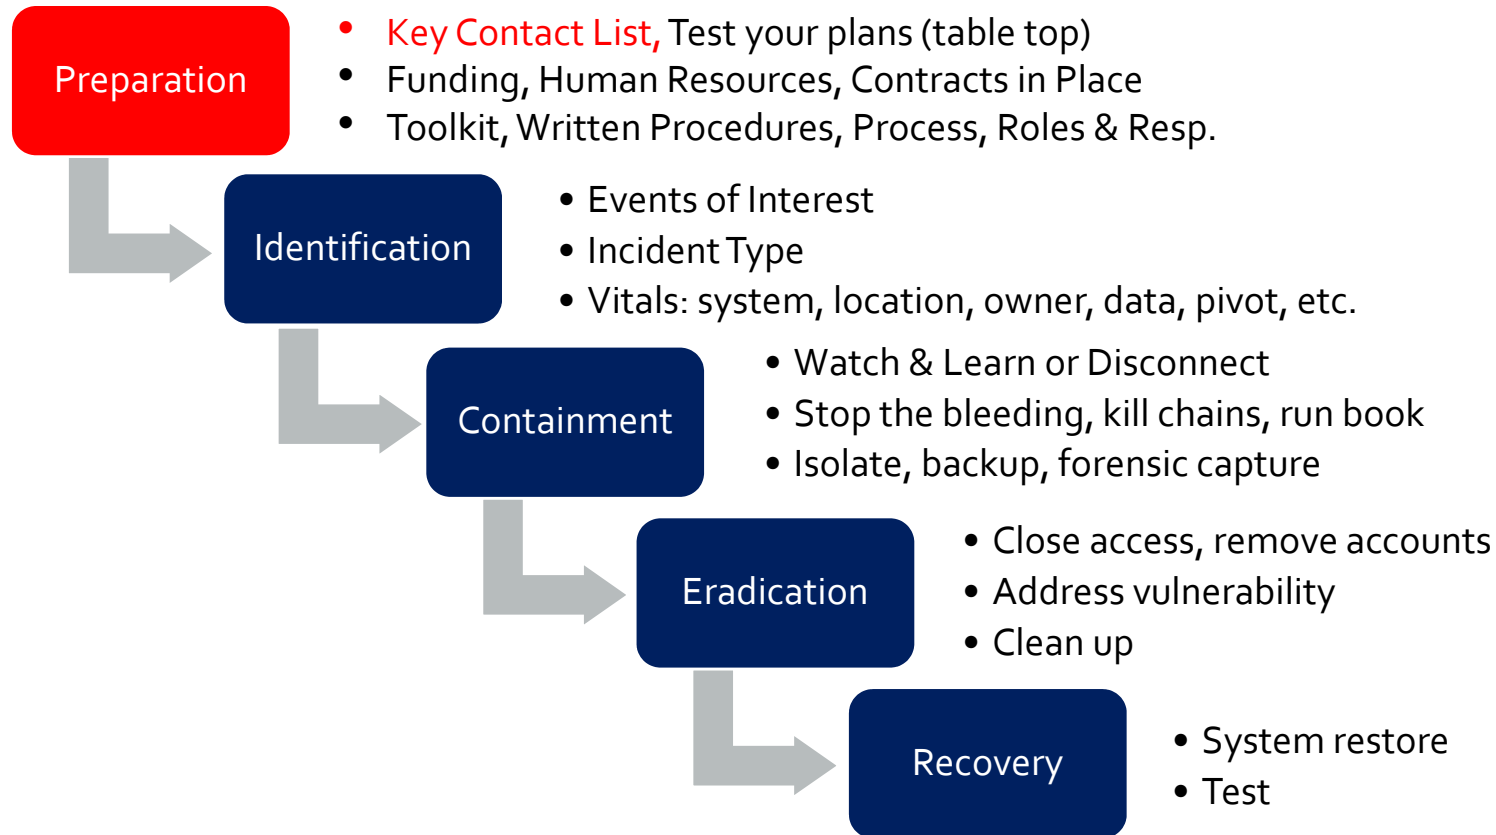 Preparation
• Key Contact List, Test your plans (table top)
• Funding, Human Resources, Contracts in Place
• Toolkit, Written Procedures, Process, Roles & Resp.
Identification
• Events of Interest
• Incident Type
• Vitals: system, location, owner, data, pivot, etc.
Containment
• Watch & Learn or Disconnect
• Stop the bleeding, kill chains, run book
• Isolate, backup, forensic capture
Eradication
• Close access, remove accounts
• Address vulnerability
• Clean up
Recovery
• System restore
• Test